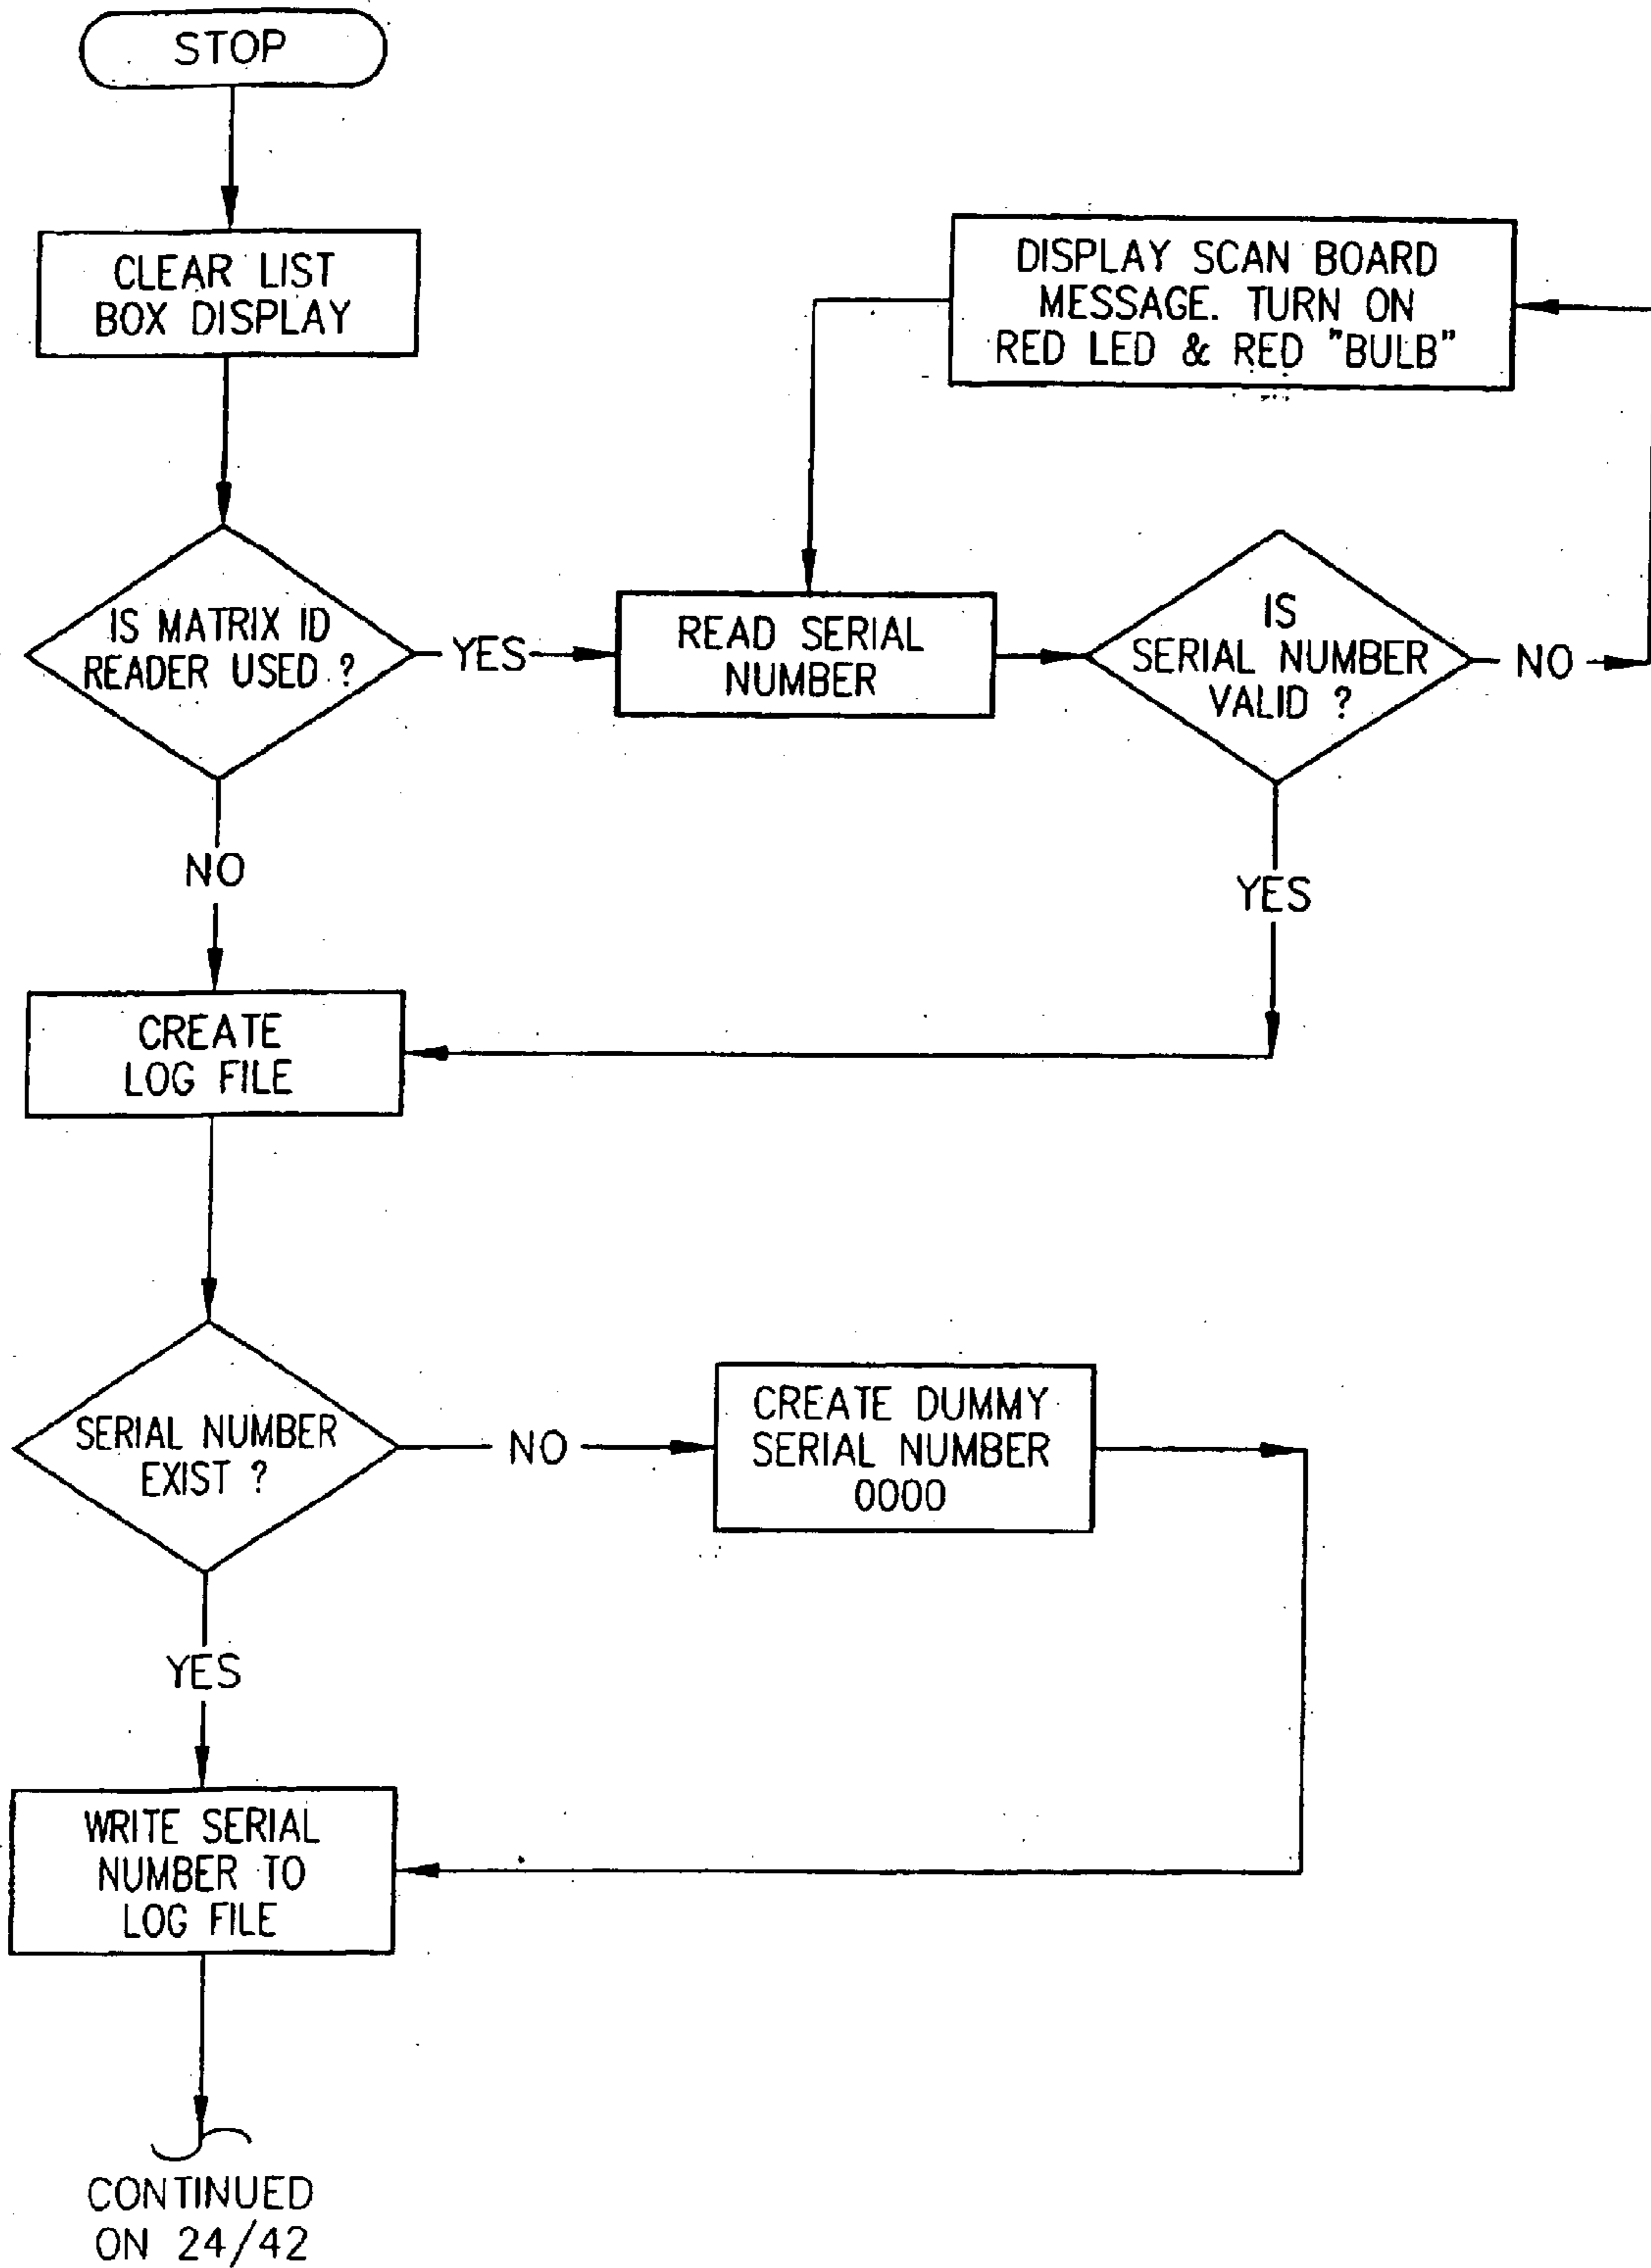 STOP
CLEAR LIST
BOX DISPLAY
DISPLAY SCAN BOARD
MESSAGE. TURN ON
RED LED & RED "BULB"
IS MATRIX ID
READER USED ?
YES
READ SERIAL
NUMBER
IS
SERIAL NUMBER
VALID ?
NO
NO
YES
CREATE
LOG FILE
SERIAL NUMBER
EXIST ?
NO
CREATE DUMMY
SERIAL NUMBER
0000
YES
WRITE SERIAL
NUMBER TO
LOG FILE
CONTINUED
ON 24/42